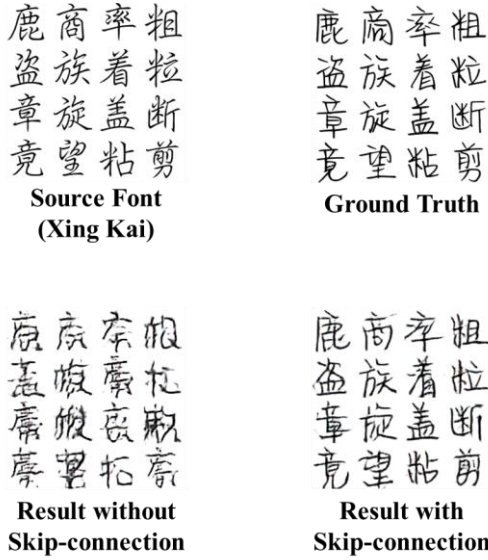 鹿商率粗
盗族着粒
章旋盖断
竟望粘剪
Source Font
(Xing Kai)
鹿商率粗
盗族着粒
章旋盖断
竟望粘剪
Ground Truth
Result without
Skip-connection
鹿商率粗
盗族着粒
章旋盖断
竟望粘剪
Result with
Skip-connection